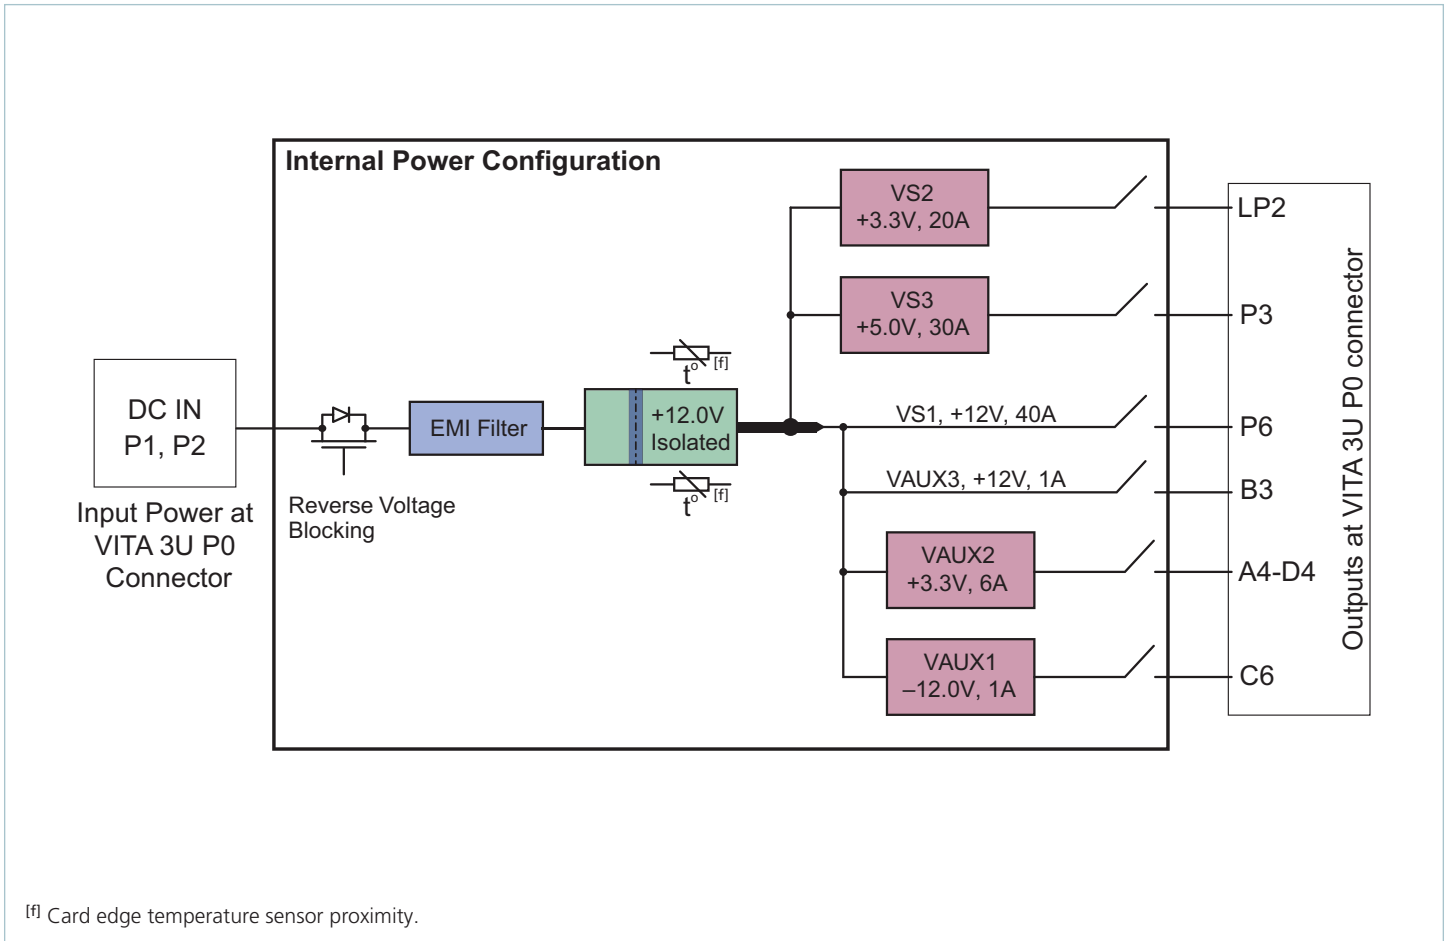 Internal Power Configuration
VS2
+3.3V, 20A
LP2
VS3
+5.0V, 30A
P3
t° [f]
DC IN
P1, P2
EMI Filter
+12.0V
Isolated
VS1, +12V, 40A
P6
VAUX3, +12V, 1A
B3
t° [f]
Input Power at
VITA 3U P0
Connector
Reverse Voltage
Blocking
VAUX2
+3.3V, 6A
A4-D4
VAUX1
–12.0V, 1A
C6
Outputs at VITA 3U P0 connector
[f] Card edge temperature sensor proximity.